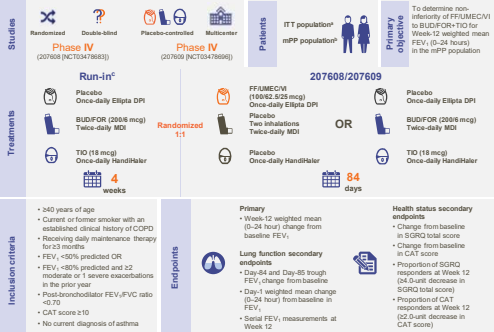 Studies
Randomized
Double-blind
Placebo-controlled
Multicenter
Phase IV
(207608 [NCT03478683])
Phase IV
(207609 [NCT03478696])
Patients
ITT populationᵃ
mPP populationᵇ
Primary
objective
To determine non-
inferiority of FF/UMEC/VI
to BUD/FOR+TIO for
Week-12 weighted mean
FEV₁ (0–24 hours)
in the mPP population
Treatments
Run-inᶜ
Placebo
Once-daily Ellipta DPI
BUD/FOR (200/6 mcg)
Twice-daily MDI
TIO (18 mcg)
Once-daily HandiHaler
4
weeks
Randomized
1:1
207608/207609
FF/UMEC/VI
(100/62.5/25 mcg)
Once-daily Ellipta DPI
Placebo
Two inhalations
Twice-daily MDI
Placebo
Once-daily HandiHaler
OR
Placebo
Once-daily Ellipta DPI
BUD/FOR (200/6 mcg)
Twice-daily MDI
TIO (18 mcg)
Once-daily HandiHaler
84
days
Inclusion criteria
• ≥40 years of age
• Current or former smoker with an
established clinical history of COPD
• Receiving daily maintenance therapy
for ≥3 months
• FEV₁ <50% predicted OR
• FEV₁ <80% predicted and ≥2
moderate or 1 severe exacerbations
in the prior year
• Post-bronchodilator FEV₁/FVC ratio
<0.70
• CAT score ≥10
• No current diagnosis of asthma
Endpoints
Primary
• Week-12 weighted mean
(0–24 hour) change from
baseline FEV₁
Lung function secondary
endpoints
• Day-84 and Day-85 trough
FEV₁ change from baseline
• Day-1 weighted mean change
(0–24 hour) from baseline in
FEV₁
• Serial FEV₁ measurements at
Week 12
Health status secondary
endpoints
• Change from baseline
in SGRQ total score
• Change from baseline
in CAT score
• Proportion of SGRQ
responders at Week 12
(≥4.0-unit decrease in
SGRQ total score)
• Proportion of CAT
responders at Week 12
(≥2.0-unit decrease in
CAT score)